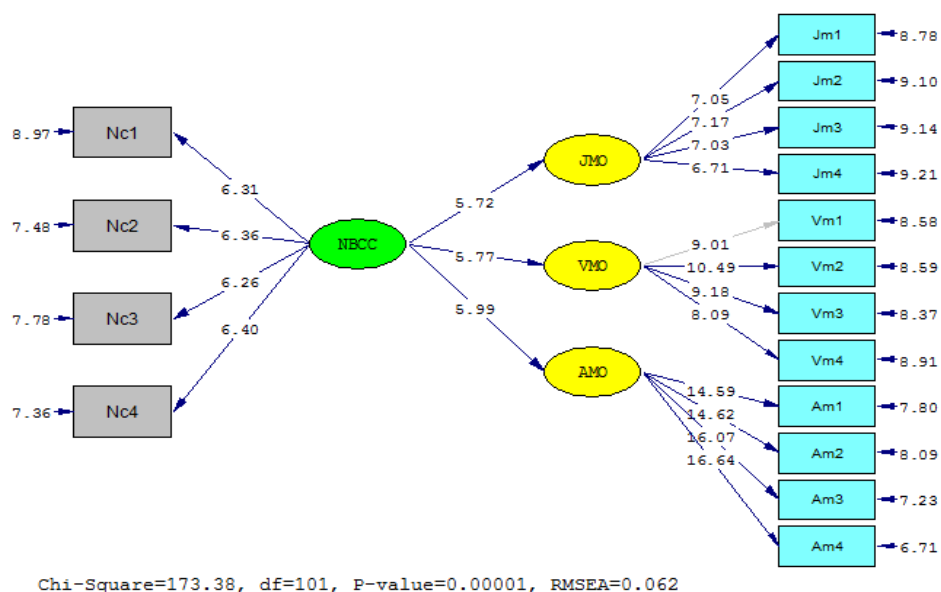 Jm1 8.78
Jm2 9.10
Jm3 9.14
Jm4 9.21
Vm1 8.58
Vm2 8.59
Vm3 8.37
Vm4 8.91
Am1 7.80
Am2 8.09
Am3 7.23
Am4 6.71
8.97 Nc1
7.48 Nc2
7.78 Nc3
7.36 Nc4
6.31
6.36
6.26
6.40
NBCC
5.72
5.77
5.99
JMO
VMO
AMO
7.05
7.17
7.03
6.71
9.01
10.49
9.18
8.09
14.59
14.62
16.07
16.64
Chi-Square=173.38, df=101, P-value=0.00001, RMSEA=0.062